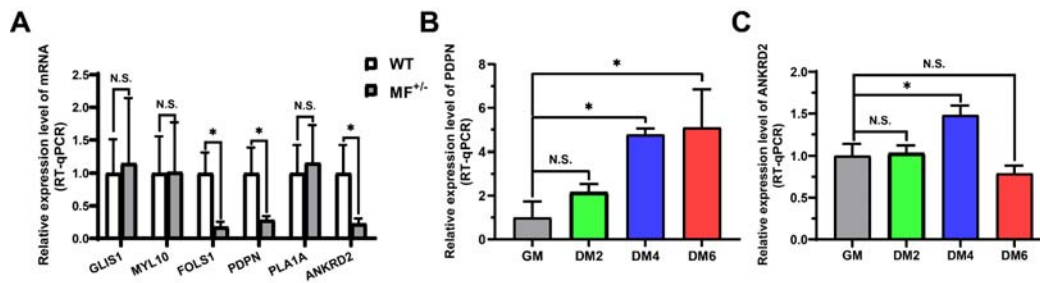 A
Relative expression level of mRNA
(RT-qPCR)
2.5
2.0
1.5
1.0
0.5
0.0
N.S.
N.S.
*
*
N.S.
*
GLIS1
MYL10
FOLS1
PDPN
PLA1A
ANKRD2
WT
MF+/-
B
Relative expression level of PDPN
(RT-qPCR)
8
6
4
2
0
*
*
N.S.
GM
DM2
DM4
DM6
C
Relative expression level of ANKRD2
(RT-qPCR)
2.0
1.5
1.0
0.5
0.0
N.S.
*
N.S.
GM
DM2
DM4
DM6